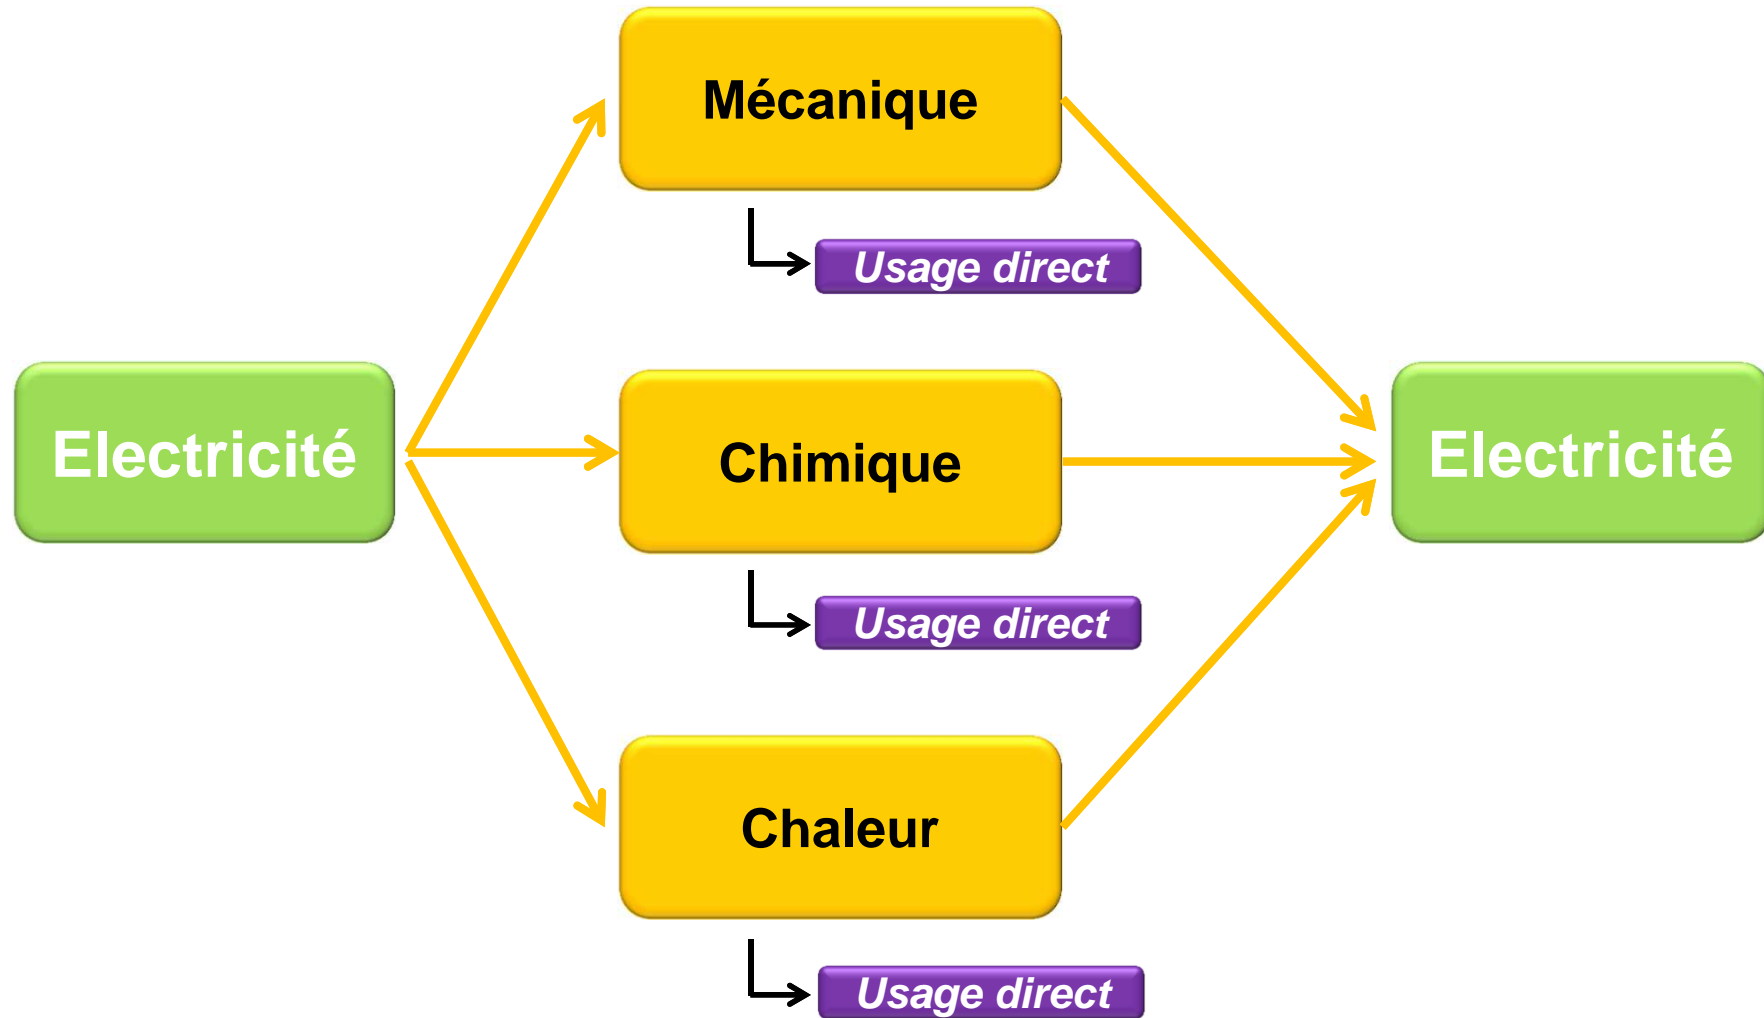 Mécanique
Usage direct
Electricité
Chimique
Electricité
Usage direct
Chaleur
Usage direct